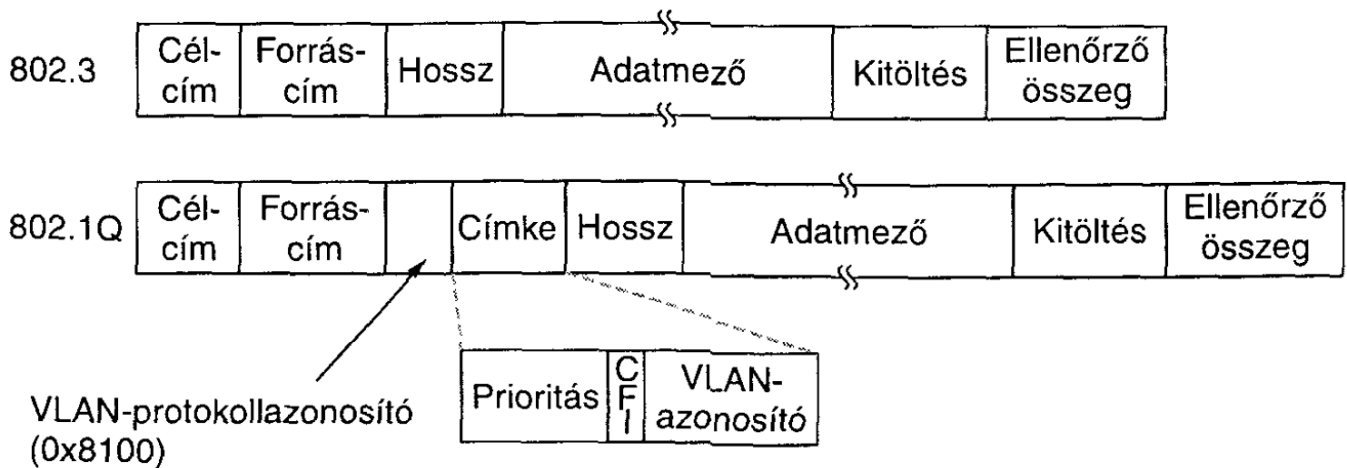 802.3
Cél-
cím
Forrás-
cím
Hossz
Adatmező
Kitöltés
Ellenőrző
összeg
802.1Q
Cél-
cím
Forrás-
cím
Címke
Hossz
Adatmező
Kitöltés
Ellenőrző
összeg
VLAN-protokollazonosító
(0x8100)
Prioritás
C
F
I
VLAN-
azonosító